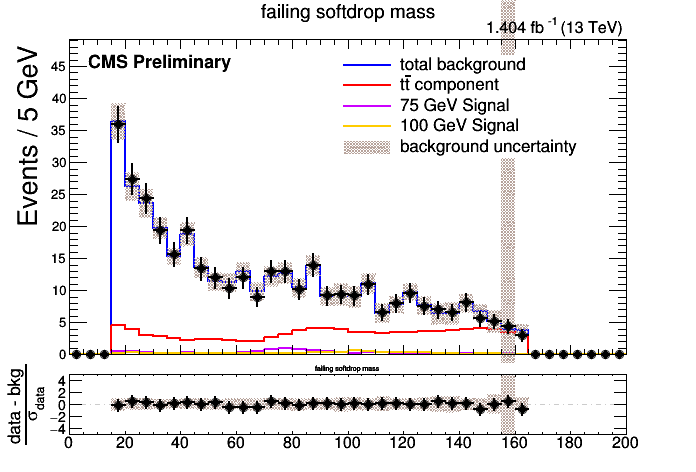 failing softdrop mass
1.404 fb⁻¹ (13 TeV)
CMS Preliminary
total background
tt̄ component
75 GeV Signal
100 GeV Signal
background uncertainty
Events / 5 GeV
45
40
35
30
25
20
15
10
5
0
failing softdrop mass
data - bkg
σ data
4
2
0
−2
−4
0 20 40 60 80 100 120 140 160 180 200